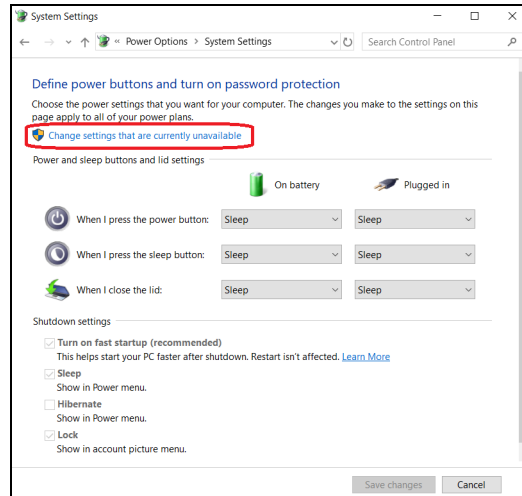 System Settings
« Power Options > System Settings
Search Control Panel
Define power buttons and turn on password protection
Choose the power settings that you want for your computer. The changes you make to the settings on this
page apply to all of your power plans.
Change settings that are currently unavailable
Power and sleep buttons and lid settings
On battery Plugged in
When I press the power button: Sleep Sleep
When I press the sleep button: Sleep Sleep
When I close the lid: Sleep Sleep
Shutdown settings
Turn on fast startup (recommended)
This helps start your PC faster after shutdown. Restart isn't affected. Learn More
Sleep
Show in Power menu.
Hibernate
Show in Power menu.
Lock
Show in account picture menu.
Save changes Cancel